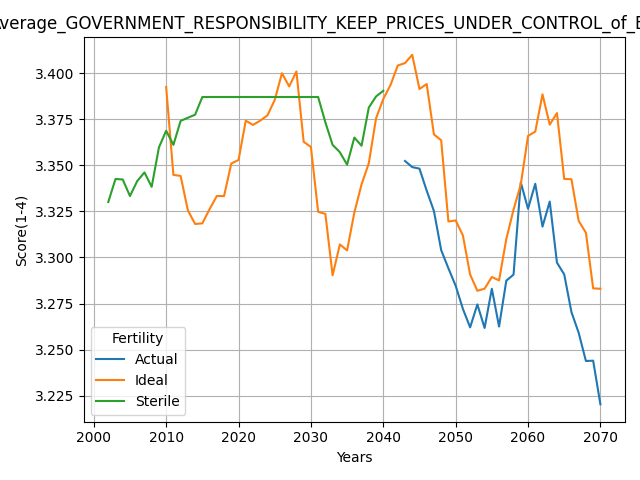 Average_GOVERNMENT_RESPONSIBILITY_KEEP_PRICES_UNDER_CONTROL_of_E
3.400
3.375
3.350
3.325
3.300
3.275
3.250
3.225
Score(1-4)
Fertility
Actual
Ideal
Sterile
2000 2010 2020 2030 2040 2050 2060 2070
Years